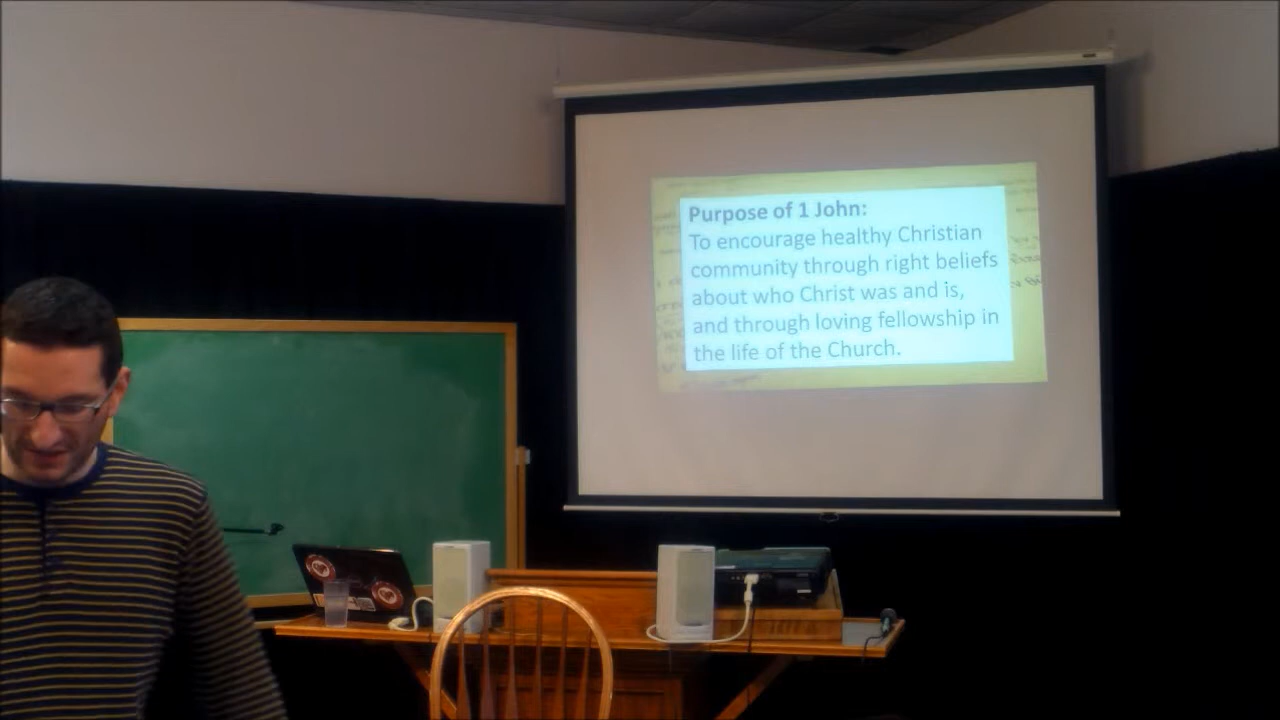 Purpose of 1 John:
To encourage healthy Christian
community through right beliefs
about who Christ was and is,
and through loving fellowship in
the life of the Church.